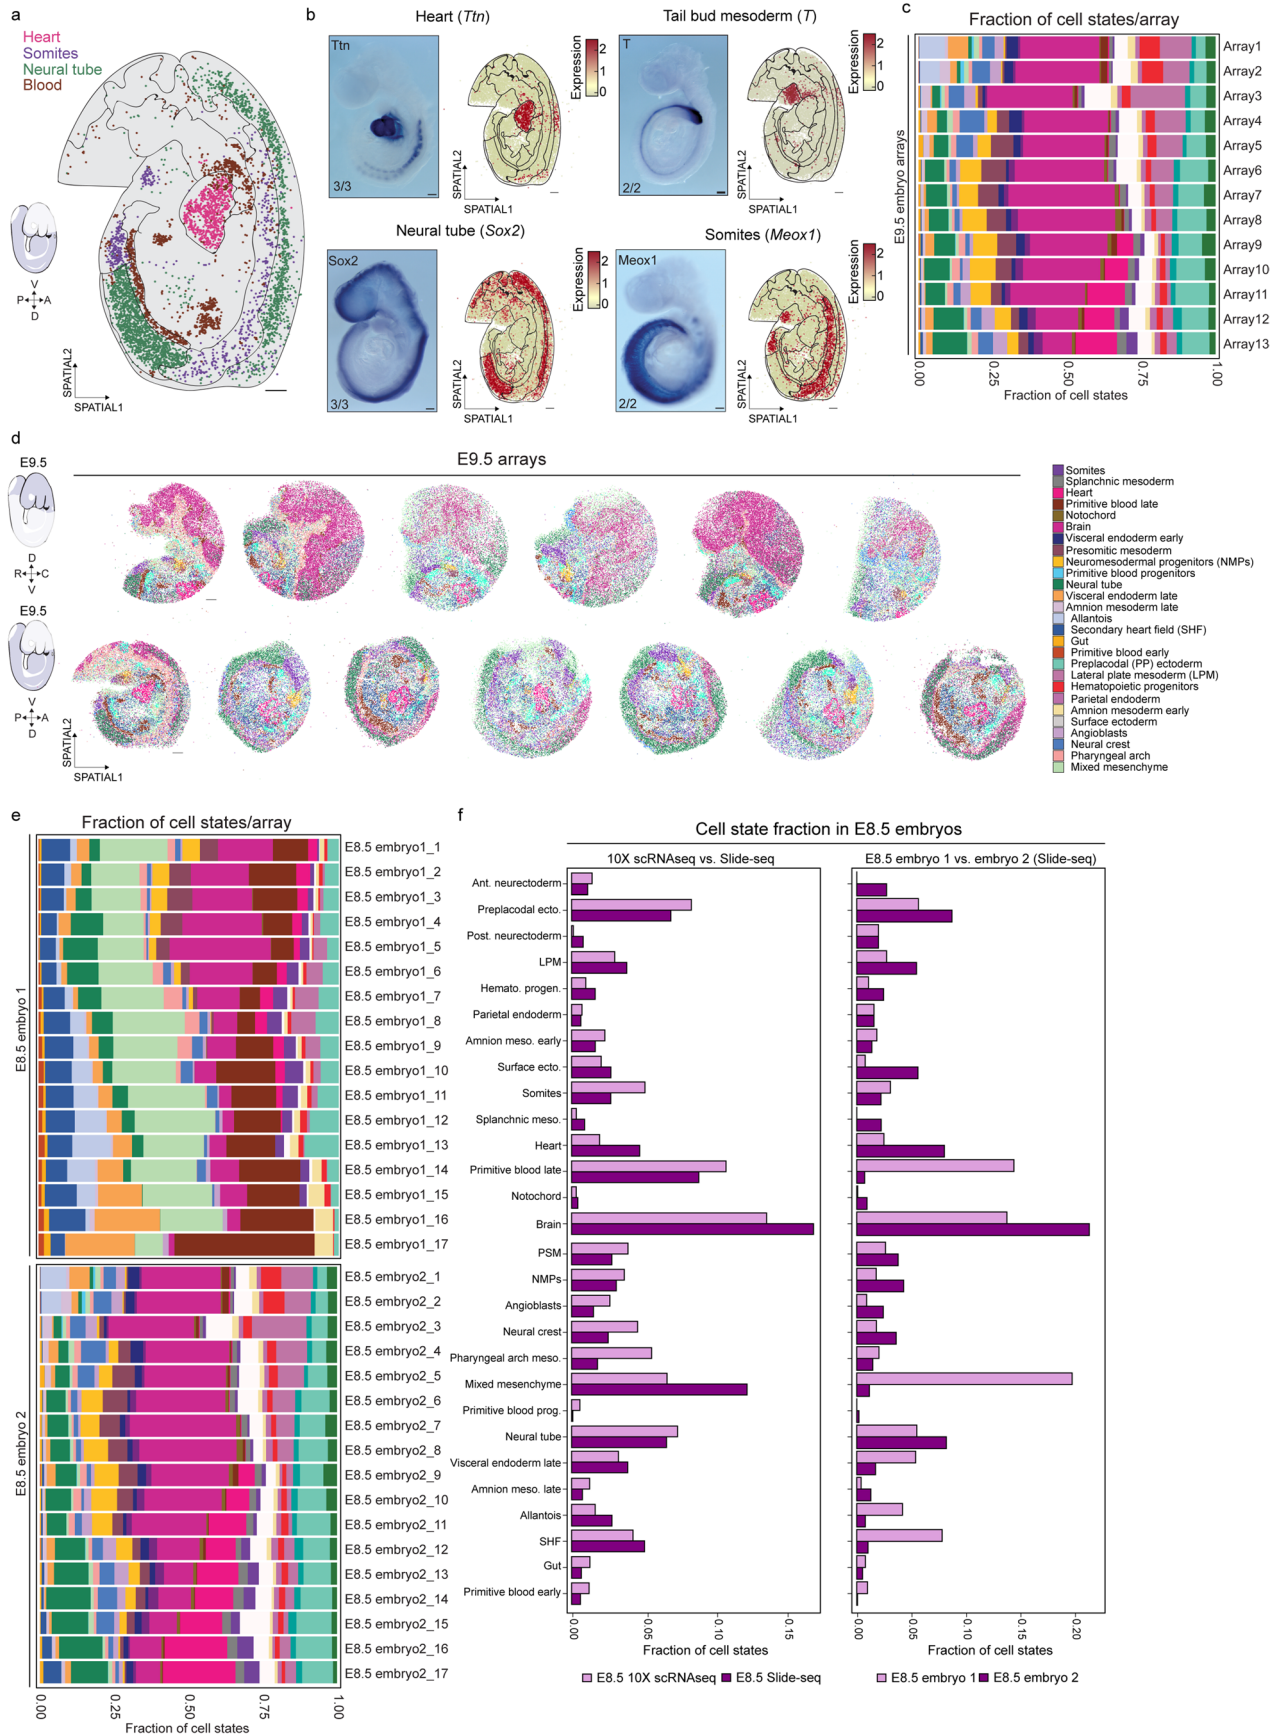 a
Heart
Somites
Neural tube
Blood
V
P
A
D
SPATIAL2
SPATIAL1
b
Heart (Ttn)
Ttn
3/3
Expression
2
1
0
SPATIAL2
SPATIAL1
Tail bud mesoderm (T)
T
2/2
Expression
2
1
0
SPATIAL2
SPATIAL1
Neural tube (Sox2)
Sox2
3/3
Expression
2
1
0
SPATIAL2
SPATIAL1
Somites (Meox1)
Meox1
2/2
Expression
2
1
0
SPATIAL2
SPATIAL1
c
Fraction of cell states/array
E9.5 embryo arrays
Array1
Array2
Array3
Array4
Array5
Array6
Array7
Array8
Array9
Array10
Array11
Array12
Array13
0.00
0.25
0.50
0.75
1.00
Fraction of cell states
d
E9.5 arrays
E9.5
D
R
C
V
E9.5
V
P
A
D
SPATIAL2
SPATIAL1
Somites
Splanchnic mesoderm
Heart
Primitive blood late
Notochord
Brain
Visceral endoderm early
Presomitic mesoderm
Neuromesodermal progenitors (NMPs)
Primitive blood progenitors
Neural tube
Visceral endoderm late
Amnion mesoderm late
Allantois
Secondary heart field (SHF)
Gut
Primitive blood early
Preplacodal (PP) ectoderm
Lateral plate mesoderm (LPM)
Hematopoietic progenitors
Parietal endoderm
Amnion mesoderm early
Surface ectoderm
Angioblasts
Neural crest
Pharyngeal arch
Mixed mesenchyme
e
Fraction of cell states/array
E8.5 embryo 1
E8.5 embryo1_1
E8.5 embryo1_2
E8.5 embryo1_3
E8.5 embryo1_4
E8.5 embryo1_5
E8.5 embryo1_6
E8.5 embryo1_7
E8.5 embryo1_8
E8.5 embryo1_9
E8.5 embryo1_10
E8.5 embryo1_11
E8.5 embryo1_12
E8.5 embryo1_13
E8.5 embryo1_14
E8.5 embryo1_15
E8.5 embryo1_16
E8.5 embryo1_17
E8.5 embryo 2
E8.5 embryo2_1
E8.5 embryo2_2
E8.5 embryo2_3
E8.5 embryo2_4
E8.5 embryo2_5
E8.5 embryo2_6
E8.5 embryo2_7
E8.5 embryo2_8
E8.5 embryo2_9
E8.5 embryo2_10
E8.5 embryo2_11
E8.5 embryo2_12
E8.5 embryo2_13
E8.5 embryo2_14
E8.5 embryo2_15
E8.5 embryo2_16
E8.5 embryo2_17
0.00
0.25
0.50
0.75
1.00
Fraction of cell states
f
Cell state fraction in E8.5 embryos
10X scRNAseq vs. Slide-seq
E8.5 embryo 1 vs. embryo 2 (Slide-seq)
Ant. neurectoderm
Preplacodal ecto.
Post. neurectoderm
LPM
Hemato. progen.
Parietal endoderm
Amnion meso. early
Surface ecto.
Somites
Splanchnic meso.
Heart
Primitive blood late
Notochord
Brain
PSM
NMPs
Angioblasts
Neural crest
Pharyngeal arch meso.
Mixed mesenchyme
Primitive blood prog.
Neural tube
Visceral endoderm late
Amnion meso. late
Allantois
SHF
Gut
Primitive blood early
0.00
0.05
0.10
0.15
Fraction of cell states
E8.5 10X scRNAseq
E8.5 Slide-seq
0.00
0.05
0.10
0.15
0.20
Fraction of cell states
E8.5 embryo 1
E8.5 embryo 2